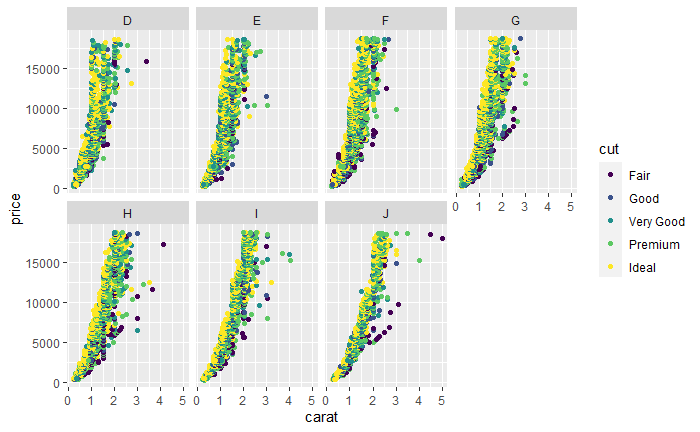 D E F G
15000
10000
5000
0
0 1 2 3 4 5
price
cut
Fair
Good
Very Good
Premium
Ideal
H I J
15000
10000
5000
0
0 1 2 3 4 5 0 1 2 3 4 5 0 1 2 3 4 5
carat